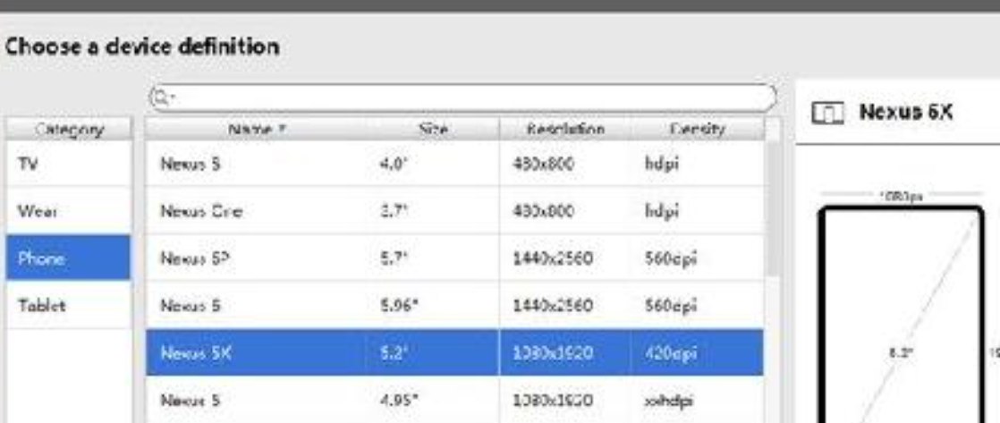 Choose a device definition
Category
Name Size Resolution Density
TV
Nexus S 4.0" 480x800 hdpi
Wear
Nexus One 3.7" 480x800 hdpi
Phone
Nexus 6P 5.7" 1440x2560 560dpi
Tablet
Nexus 6 5.96" 1440x2560 560dpi
Nexus 5X 5.2" 1080x1920 420dpi
Nexus 5 4.95" 1080x1920 xxhdpi
Nexus 5X
1080px
5.2"